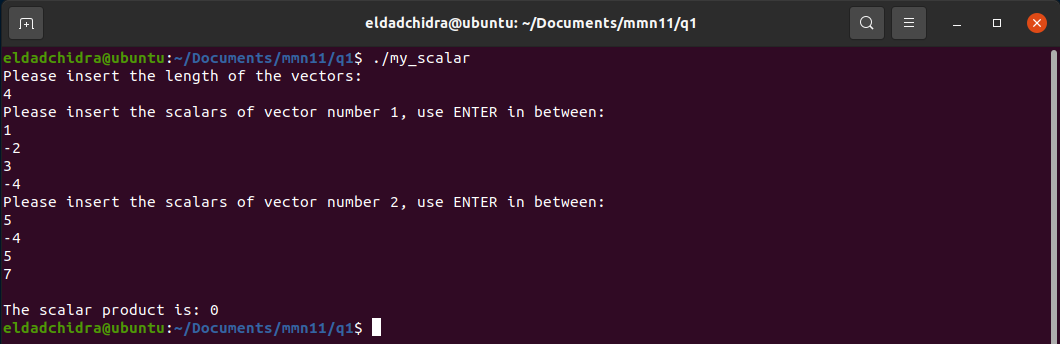 eldadchidra@ubuntu: ~/Documents/mmn11/q1
eldadchidra@ubuntu:~/Documents/mmn11/q1$ ./my_scalar
Please insert the length of the vectors:
4
Please insert the scalars of vector number 1, use ENTER in between:
1
-2
3
-4
Please insert the scalars of vector number 2, use ENTER in between:
5
-4
5
7
The scalar product is: 0
eldadchidra@ubuntu:~/Documents/mmn11/q1$